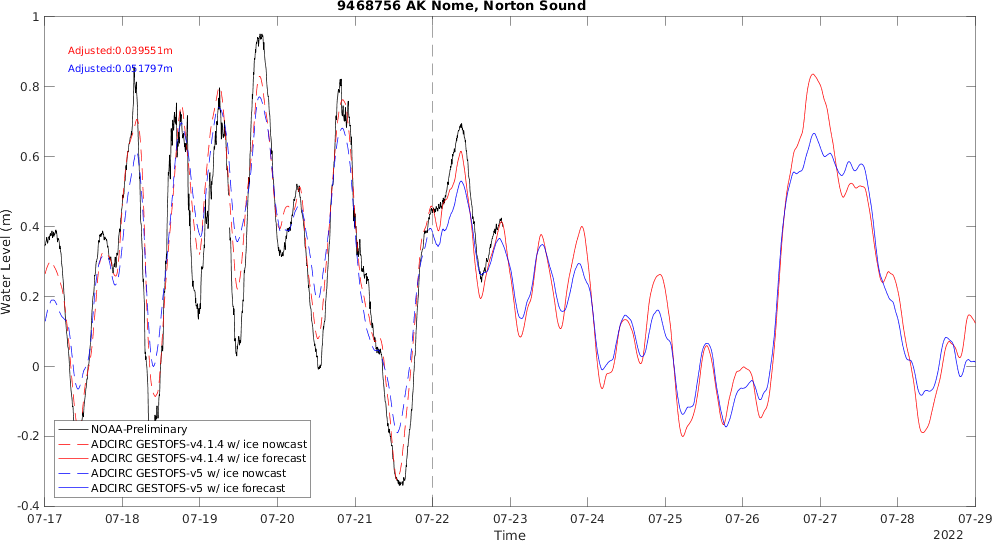 9468756 AK Nome, Norton Sound
Adjusted:0.039551m
Adjusted:0.051797m
1
0.8
0.6
0.4
0.2
0
-0.2
-0.4
Water Level (m)
NOAA-Preliminary
ADCIRC GESTOFS-v4.1.4 w/ ice nowcast
ADCIRC GESTOFS-v4.1.4 w/ ice forecast
ADCIRC GESTOFS-v5 w/ ice nowcast
ADCIRC GESTOFS-v5 w/ ice forecast
07-17 07-18 07-19 07-20 07-21 07-22 07-23 07-24 07-25 07-26 07-27 07-28 07-29
Time
2022